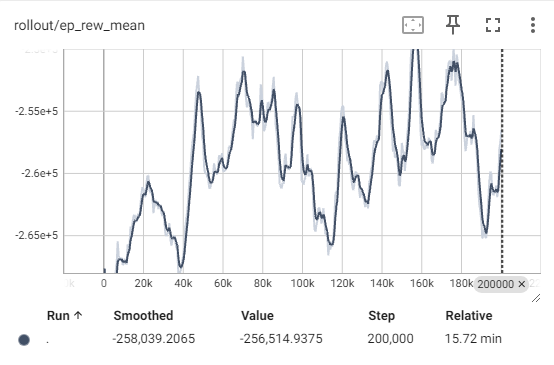 rollout/ep_rew_mean
-2.55e+5
-2.6e+5
-2.65e+5
0 20k 40k 60k 80k 100k 120k 140k 160k 180k 200000 ×
Run ↑ Smoothed Value Step Relative
. -258,039.2065 -256,514.9375 200,000 15.72 min